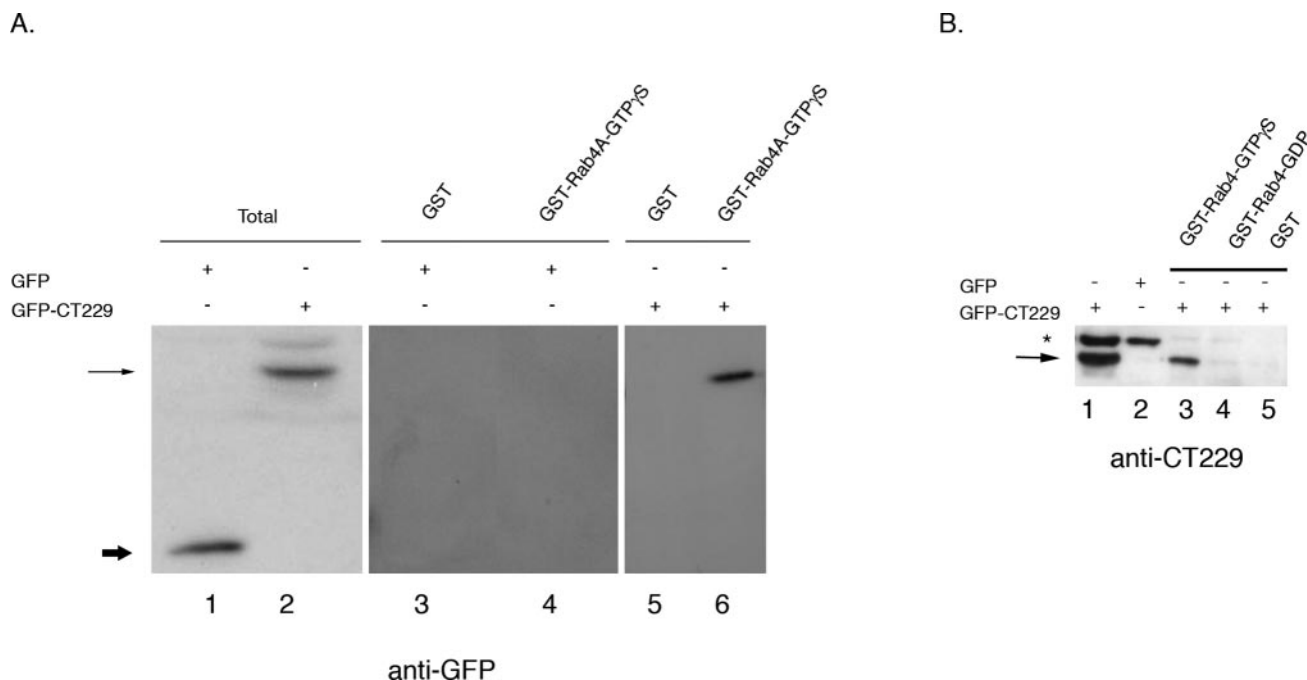 A.
GST
GST-Rab4A-GTPγS
GST
GST-Rab4A-GTPγS
Total
GFP + - + + - -
GFP-CT229 - + - - + +
1 2 3 4 5 6
anti-GFP
B.
GST-Rab4-GTPγS
GST-Rab4-GDP
GST
GFP - + - - -
GFP-CT229 + - + + +
*
1 2 3 4 5
anti-CT229